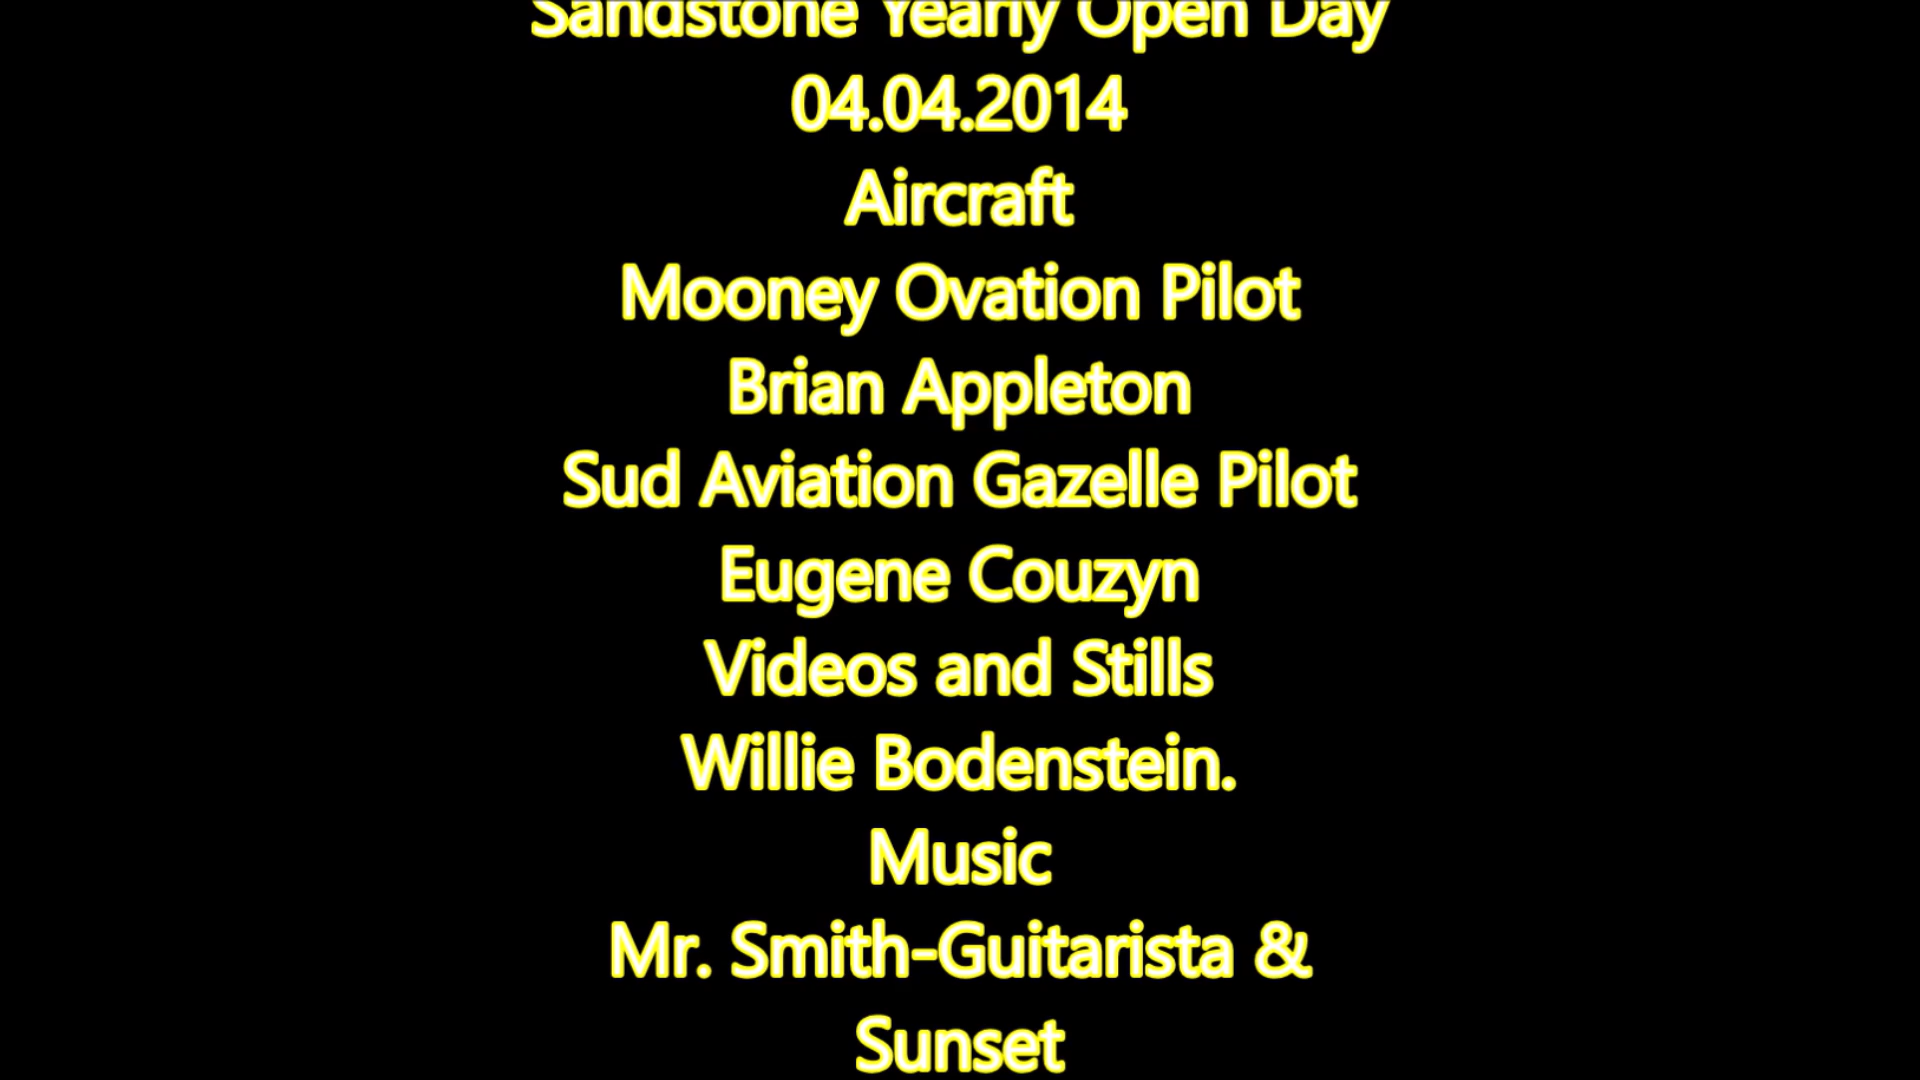 Sandstone Yearly Open Day
04.04.2014
Aircraft
Mooney Ovation Pilot
Brian Appleton
Sud Aviation Gazelle Pilot
Eugene Couzyn
Videos and Stills
Willie Bodenstein.
Music
Mr. Smith-Guitarista &
Sunset